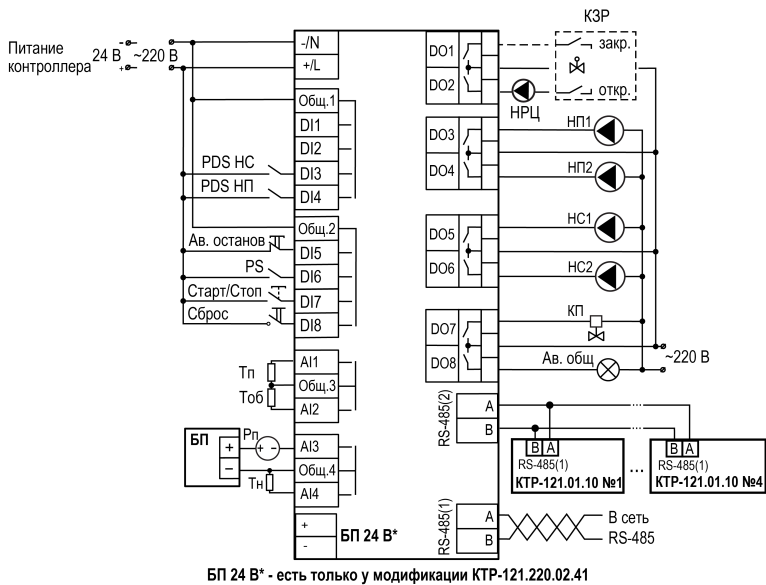 КЗР
Питание
контроллера
24 В ~220 В
-/N
+/L
DO1
DO2
закр.
откр.
НРЦ
Общ.1
DI1
DI2
DI3
DI4
PDS НС
PDS НП
DO3
DO4
НП1
НП2
Общ.2
DI5
DI6
DI7
DI8
Ав. останов
PS
Старт/Стоп
Сброс
DO5
DO6
НС1
НС2
DO7
DO8
КП
Ав. общ
~220 В
AI1
Общ.3
AI2
Тп
Тоб
RS-485(2)
A
B
БП
+
−
Рп
+ −
Тн
AI3
Общ.4
AI4
B A
RS-485(1)
КТР-121.01.10 №1
...
B A
RS-485(1)
КТР-121.01.10 №4
+
-
БП 24 В*
RS-485(1)
A
B
В сеть
RS-485
БП 24 В* - есть только у модификации КТР-121.220.02.41